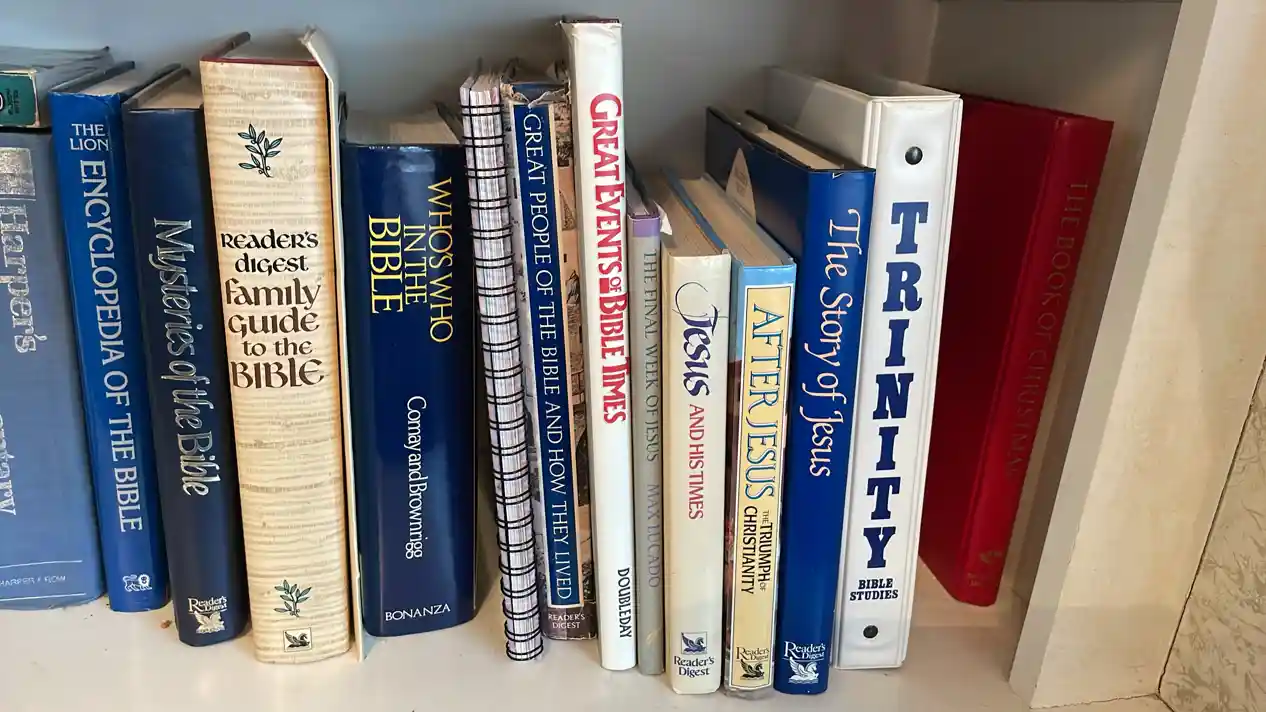 Harper's
HARPER & ROW
THE
LION
ENCYCLOPEDIA OF THE BIBLE
Mysteries of the Bible
Reader's
Digest
READER'S
digest
family
Guide
to the
BIBLE
WHO'S WHO
IN THE
BIBLE
Comay and Brownrigg
BONANZA
GREAT PEOPLE OF THE BIBLE AND HOW THEY LIVED
READER'S
DIGEST
GREAT EVENTS OF BIBLE TIMES
DOUBLEDAY
THE FINAL WEEK OF JESUS MAX LUCADO
Jesus AND HIS TIMES
Reader's
Digest
AFTER JESUS
THE TRIUMPH OF
CHRISTIANITY
Reader's
Digest
The Story of Jesus
Reader's
Digest
TRINITY
BIBLE
STUDIES
THE BOOK OF CHRISTMAS